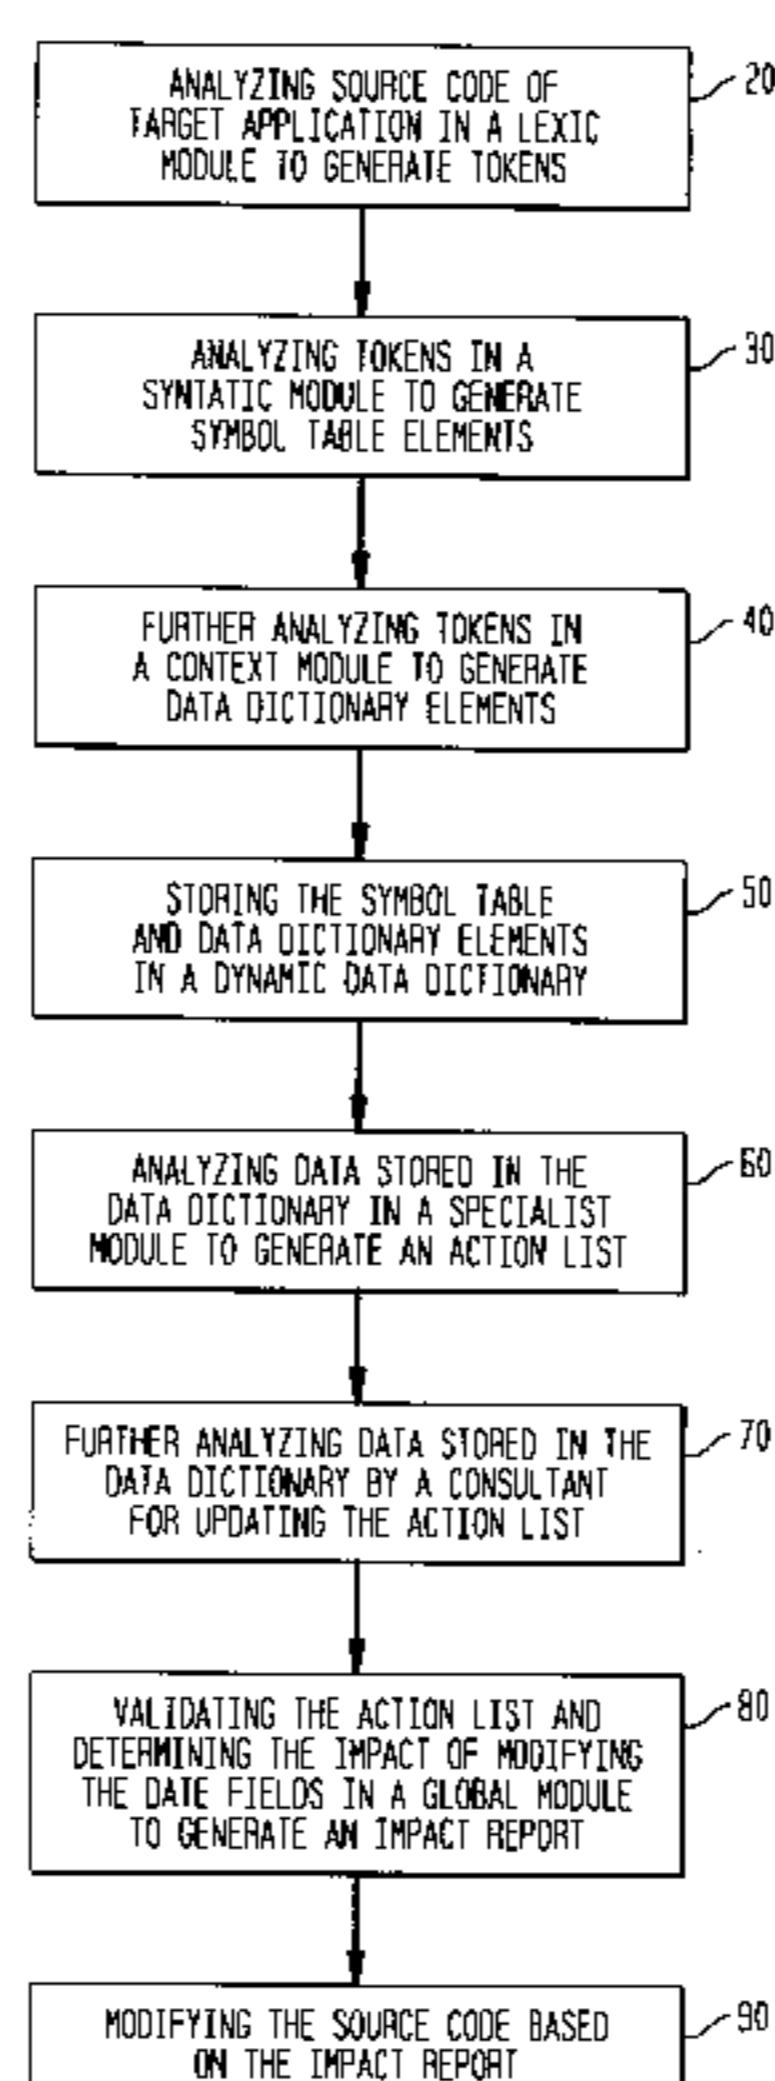 ANALYZING SOURCE CODE OF
TARGET APPLICATION IN A LEXIC
MODULE TO GENERATE TOKENS
20
ANALYZING TOKENS IN A
SYNTATIC MODULE TO GENERATE
SYMBOL TABLE ELEMENTS
30
FURTHER ANALYZING TOKENS IN
A CONTEXT MODULE TO GENERATE
DATA DICTIONARY ELEMENTS
40
STORING THE SYMBOL TABLE
AND DATA DICTIONARY ELEMENTS
IN A DYNAMIC DATA DICTIONARY
50
ANALYZING DATA STORED IN THE
DATA DICTIONARY IN A SPECIALIST
MODULE TO GENERATE AN ACTION LIST
60
FURTHER ANALYZING DATA STORED IN THE
DATA DICTIONARY BY A CONSULTANT
FOR UPDATING THE ACTION LIST
70
VALIDATING THE ACTION LIST AND
DETERMINING THE IMPACT OF MODIFYING
THE DATE FIELDS IN A GLOBAL MODULE
TO GENERATE AN IMPACT REPORT
80
MODIFYING THE SOURCE CODE BASED
ON THE IMPACT REPORT
90